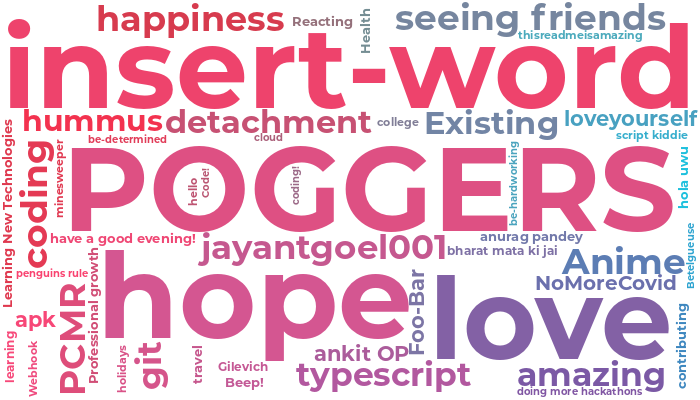 happiness
Reacting
Health
seeing friends
thisreadmeisamazing
insert-word
hummus
detachment
college
Existing
loveyourself
be-determined
cloud
script kiddie
Learning New Technologies
coding
minesweeper
POGGERS
hello
Code!
coding!
be-hardworking
hola uwu
have a good evening!
jayantgoel001
anurag pandey
bharat mata ki jai
Betelgueuse
penguins rule
Professional growth
hope
Foo-Bar
love
Anime
NoMoreCovid
apk
PCMR
learning
Webhook
holidays
git
travel
Gilevich
Beep!
ankit OP
typescript
amazing
contributing
doing more hackathons